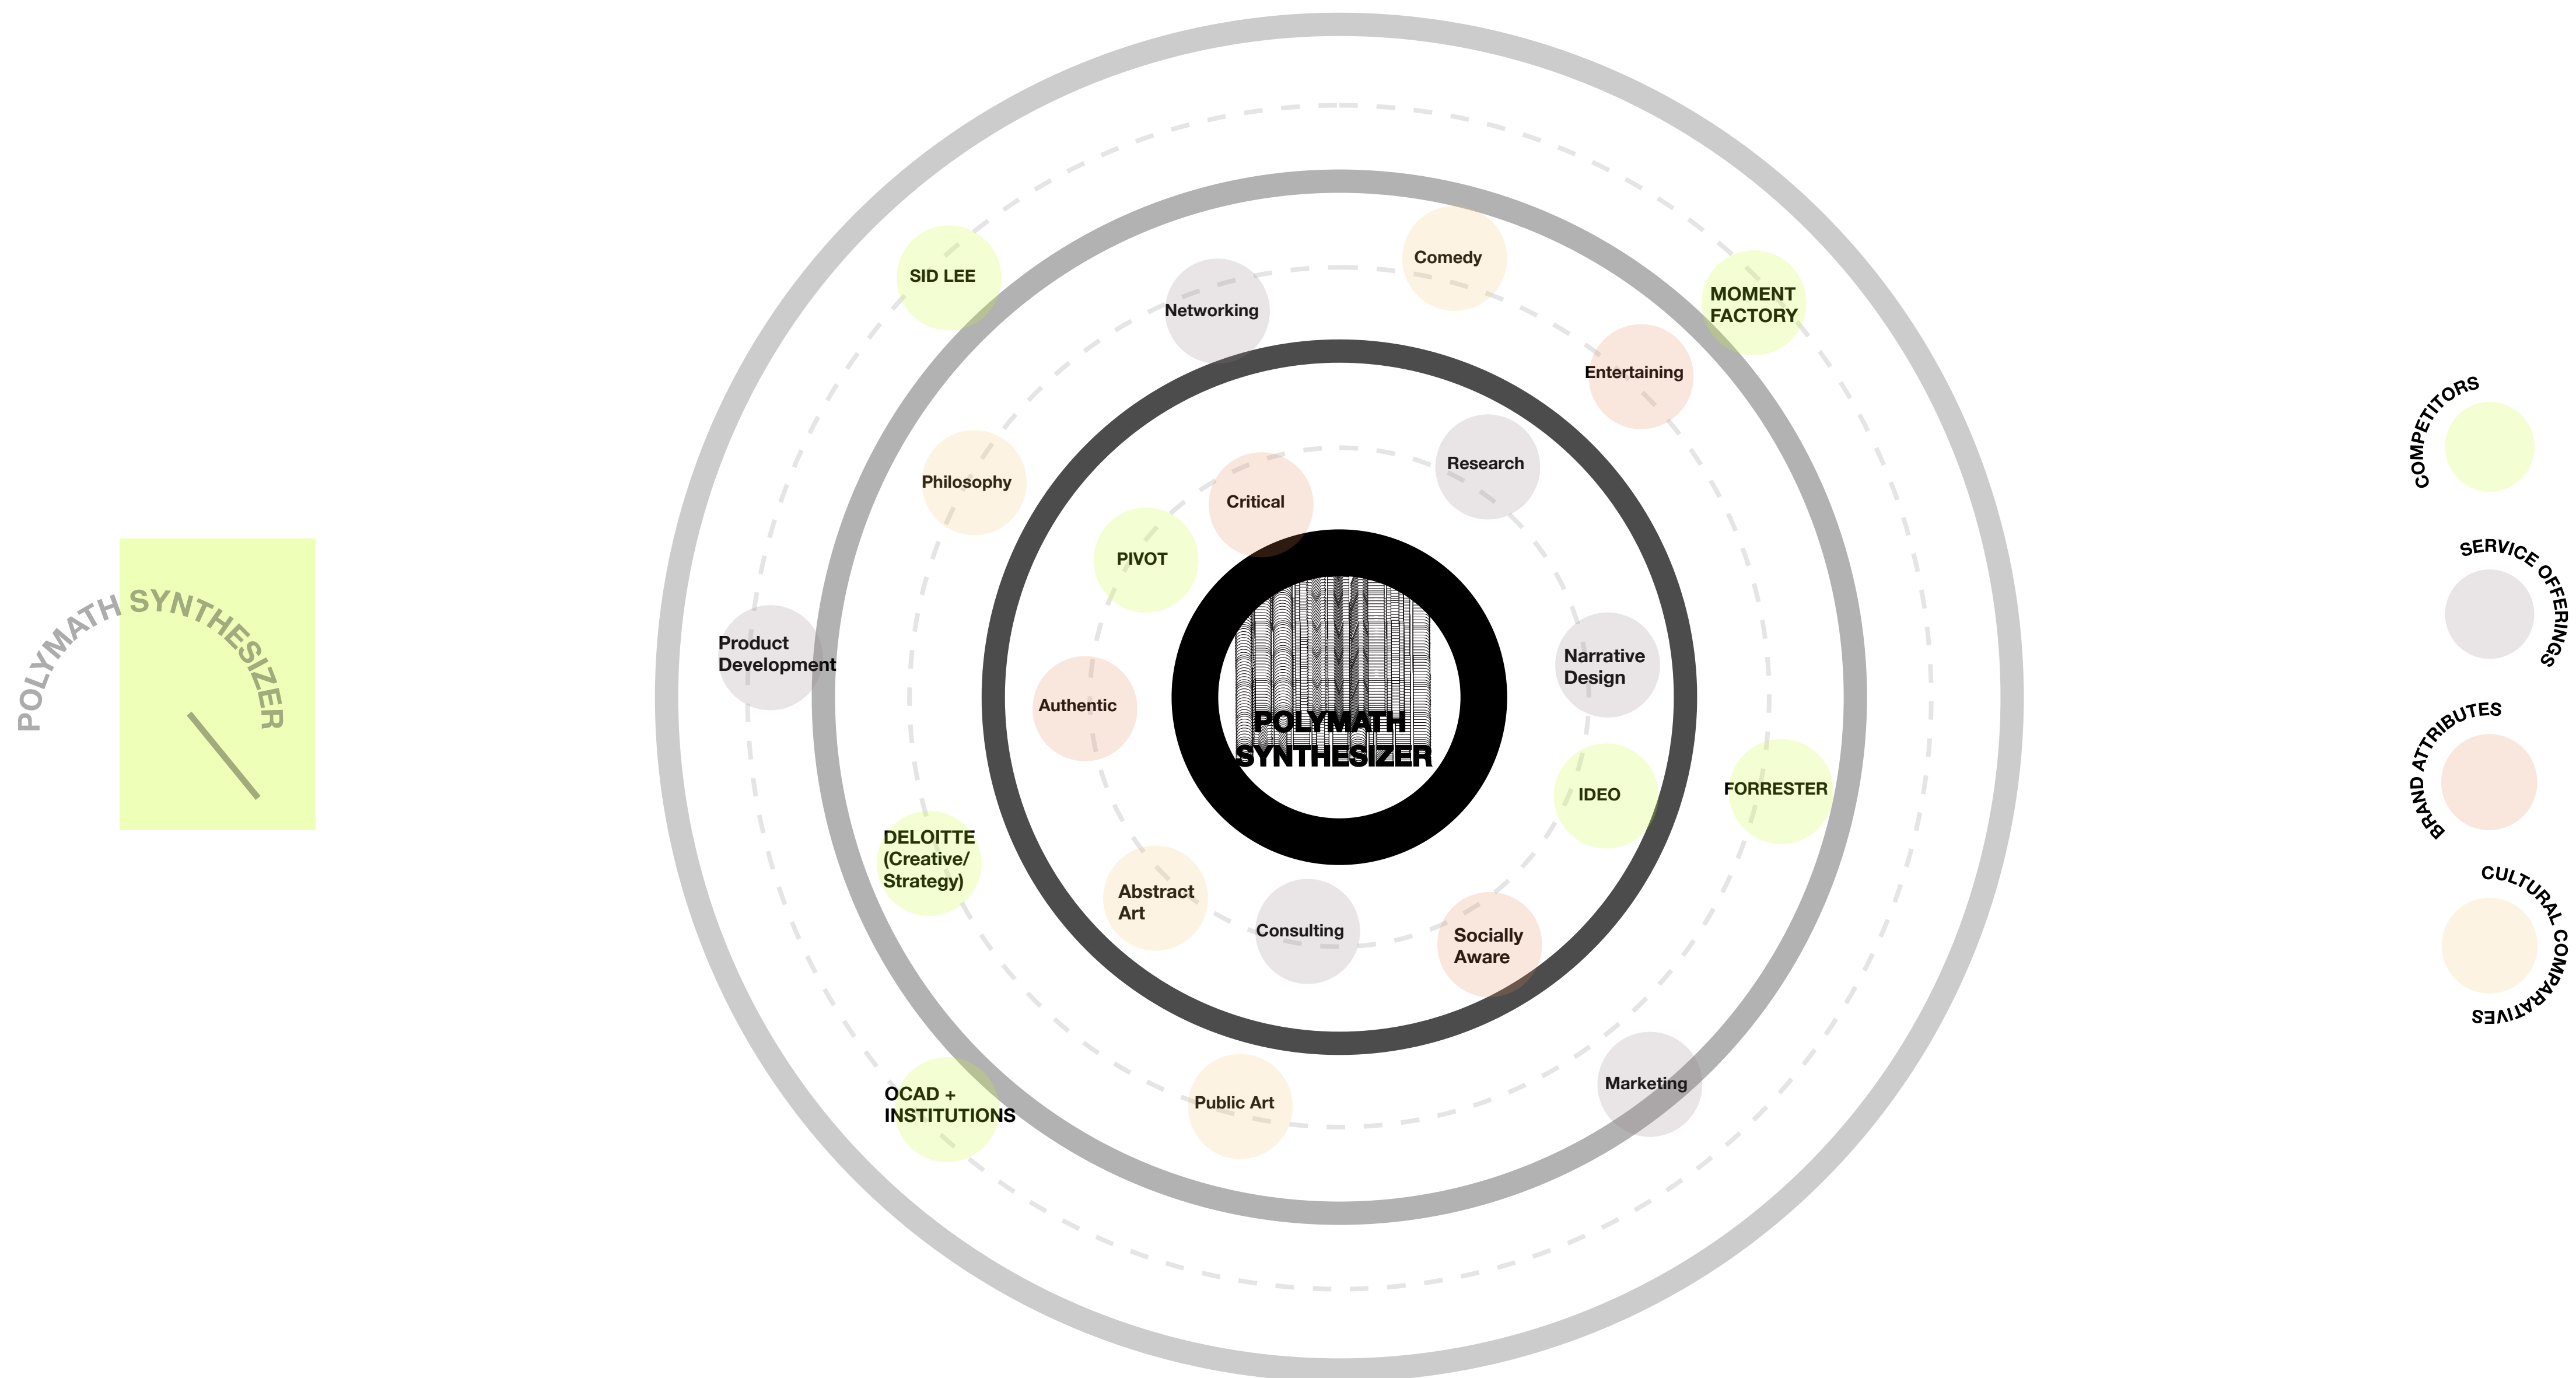 POLYMATH SYNTHESIZER
SID LEE
Comedy
MOMENT
FACTORY
Networking
Entertaining
Philosophy
Research
Critical
PIVOT
Product
Development
Authentic
Narrative
Design
POLYMATH
SYNTHESIZER
IDEO
FORRESTER
DELOITTE
(Creative/
Strategy)
Abstract
Art
Consulting
Socially
Aware
OCAD +
INSTITUTIONS
Public Art
Marketing
COMPETITORS
SERVICE OFFERINGS
BRAND ATTRIBUTES
CULTURAL COMPARATIVES